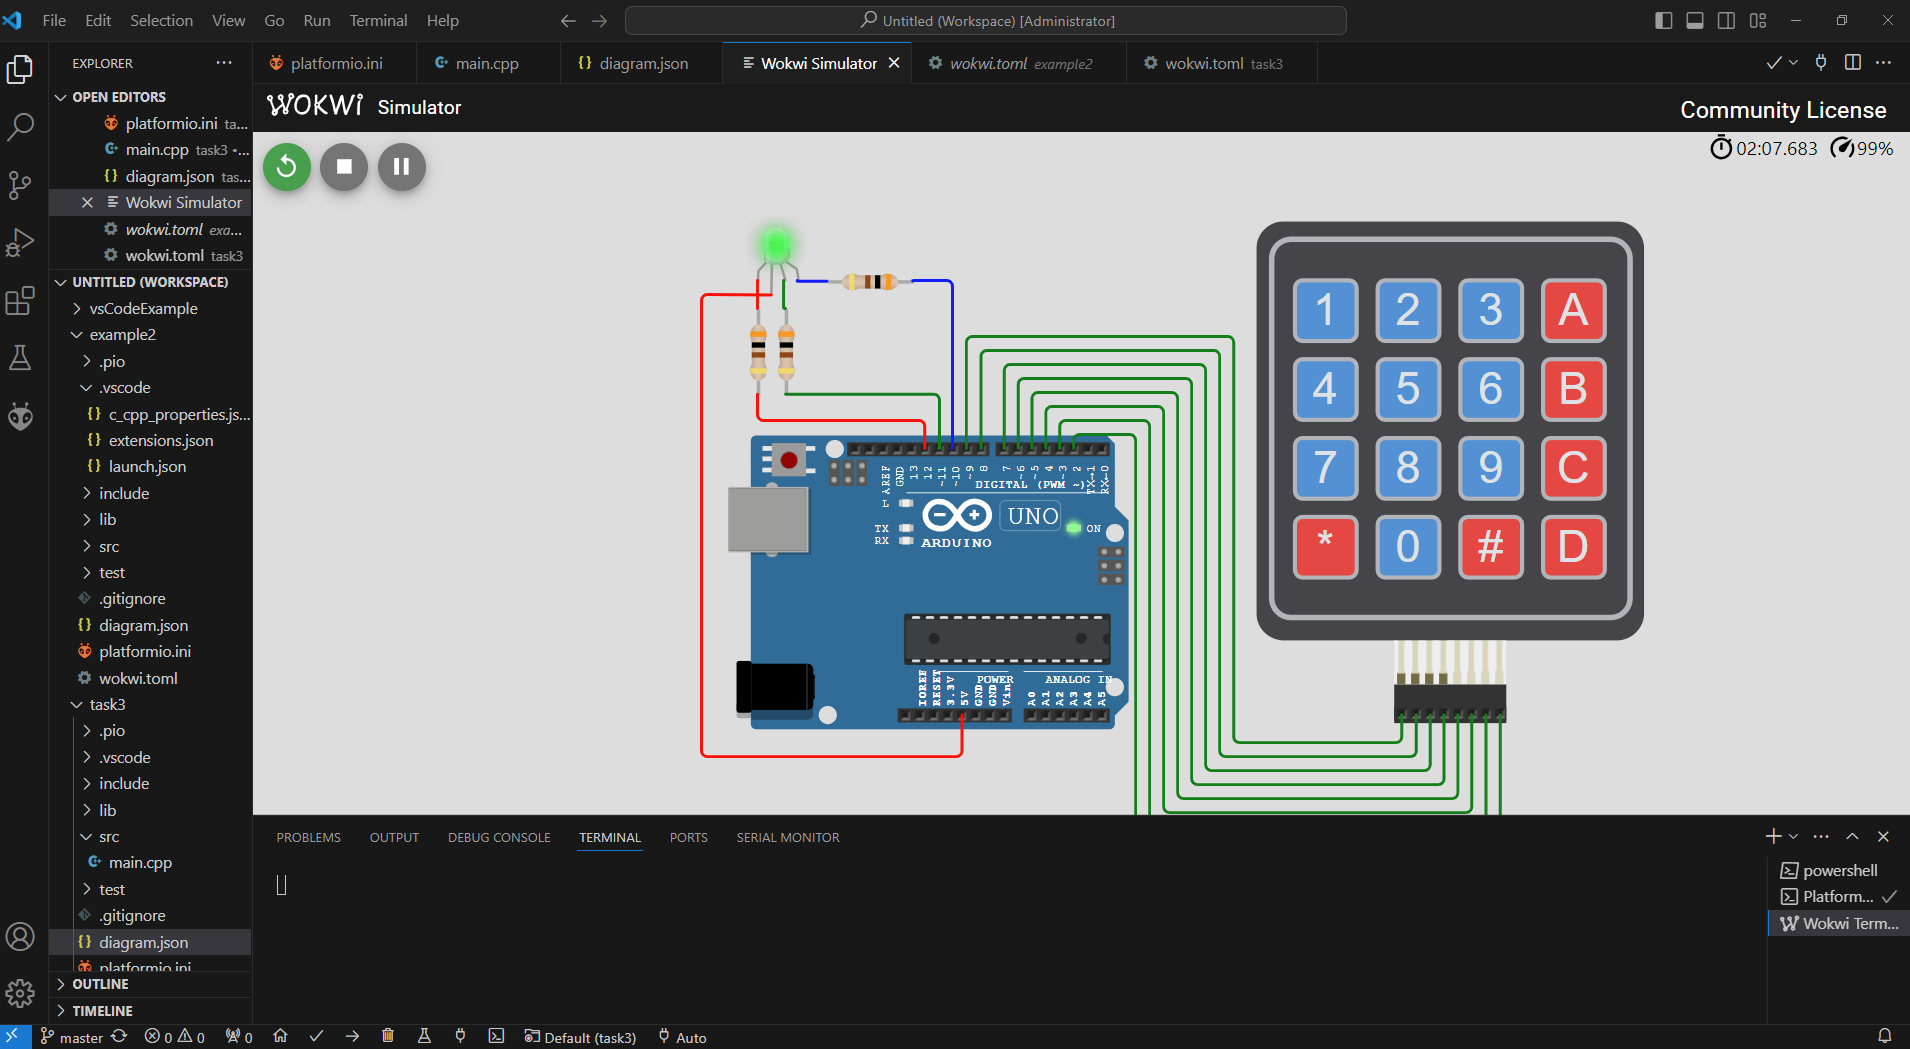 File Edit Selection View Go Run Terminal Help
Untitled (Workspace) [Administrator]
EXPLORER
platformio.ini
main.cpp
diagram.json
Wokwi Simulator
wokwi.toml example2
wokwi.toml task3
OPEN EDITORS
platformio.ini ta...
main.cpp task3 •...
diagram.json tas...
Wokwi Simulator
wokwi.toml exa...
wokwi.toml task3
UNTITLED (WORKSPACE)
vsCodeExample
example2
.pio
.vscode
c_cpp_properties.js...
extensions.json
launch.json
include
lib
src
test
.gitignore
diagram.json
platformio.ini
wokwi.toml
task3
.pio
.vscode
include
lib
src
main.cpp
test
.gitignore
diagram.json
platformio.ini
OUTLINE
TIMELINE
WOKWi Simulator
Community License
02:07.683 99%
1 2 3 A
4 5 6 B
7 8 9 C
* 0 # D
AREF GND 13 12 ~11 ~10 ~9 8 7 ~6 ~5 4 ~3 2 TX→1 RX←0
DIGITAL (PWM ~)
L
UNO
TX
RX
ON
ARDUINO
POWER
ANALOG IN
IOREF RESET 3.3V 5V GND GND Vin A0 A1 A2 A3 A4 A5
PROBLEMS OUTPUT DEBUG CONSOLE TERMINAL PORTS SERIAL MONITOR
powershell
Platform...
Wokwi Term...
master 0 0 0 Default (task3) Auto